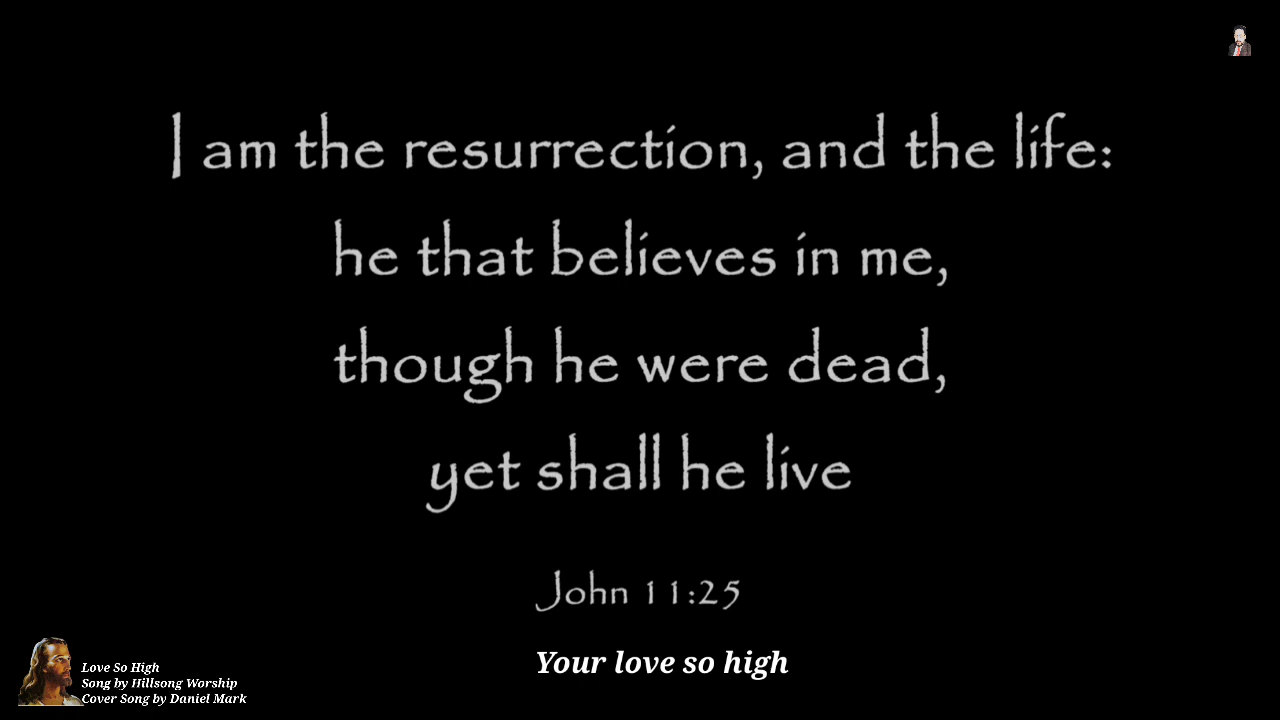 I am the resurrection, and the life:
he that believes in me,
though he were dead,
yet shall he live
John 11:25
Your love so high
Love So High
Song by Hillsong Worship
Cover Song by Daniel Mark